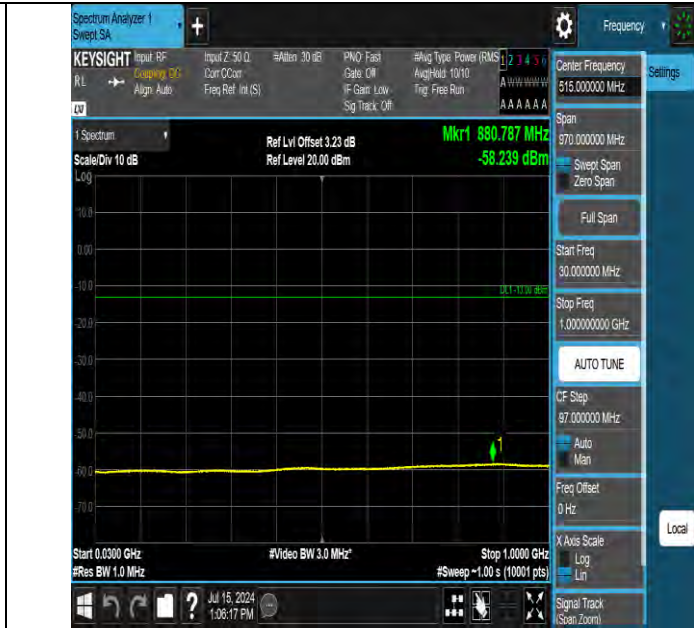 Spectrum Analyzer 1
Swept SA
+
Frequency
KEYSIGHT
RL
Input: RF
Coupling: DC
Align: Auto
Input Z: 50 Ω
Corr CCorr
Freq Ref: Int (S)
#Atten: 30 dB
PNO: Fast
Gate: Off
IF Gain: Low
Sig Track: Off
#Avg Type: Power (RMS
Avg|Hold: 10/10
Trig: Free Run
1 2 3 4 5 6
A W W W W W
A A A A A A
1 Spectrum
Scale/Div 10 dB
Log
Ref Lvl Offset 3.23 dB
Ref Level 20.00 dBm
Mkr1 880.787 MHz
-58.239 dBm
10.0
0.00
-10.0
-20.0
-30.0
-40.0
-50.0
-60.0
-70.0
DL1 -13.00 dBm
1
Start 0.0300 GHz
#Res BW 1.0 MHz
#Video BW 3.0 MHz*
Stop 1.0000 GHz
#Sweep ~1.00 s (10001 pts)
Jul 15, 2024
1:06:17 PM
?
Center Frequency
515.000000 MHz
Settings
Span
970.000000 MHz
Swept Span
Zero Span
Full Span
Start Freq
30.000000 MHz
Stop Freq
1.000000000 GHz
AUTO TUNE
CF Step
97.000000 MHz
Auto
Man
Freq Offset
0 Hz
X Axis Scale
Log
Lin
Local
Signal Track
(Span Zoom)